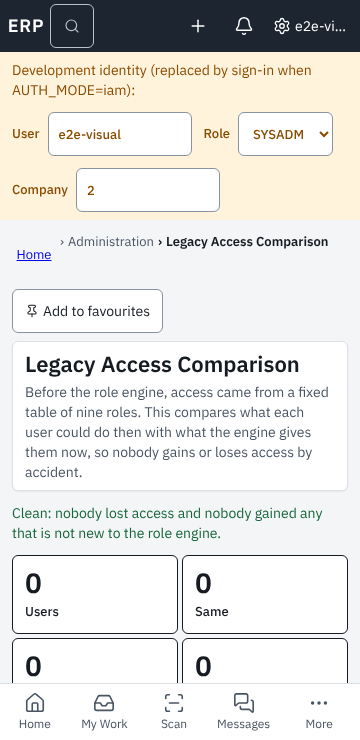 ERP
e2e-vi...
Development identity (replaced by sign-in when
AUTH_MODE=iam):
User e2e-visual Role SYSADM
Company 2
Home › Administration › Legacy Access Comparison
Add to favourites
Legacy Access Comparison
Before the role engine, access came from a fixed
table of nine roles. This compares what each
user could do then with what the engine gives
them now, so nobody gains or loses access by
accident.
Clean: nobody lost access and nobody gained any
that is not new to the role engine.
0 0
Users Same
0 0
Home My Work Scan Messages More